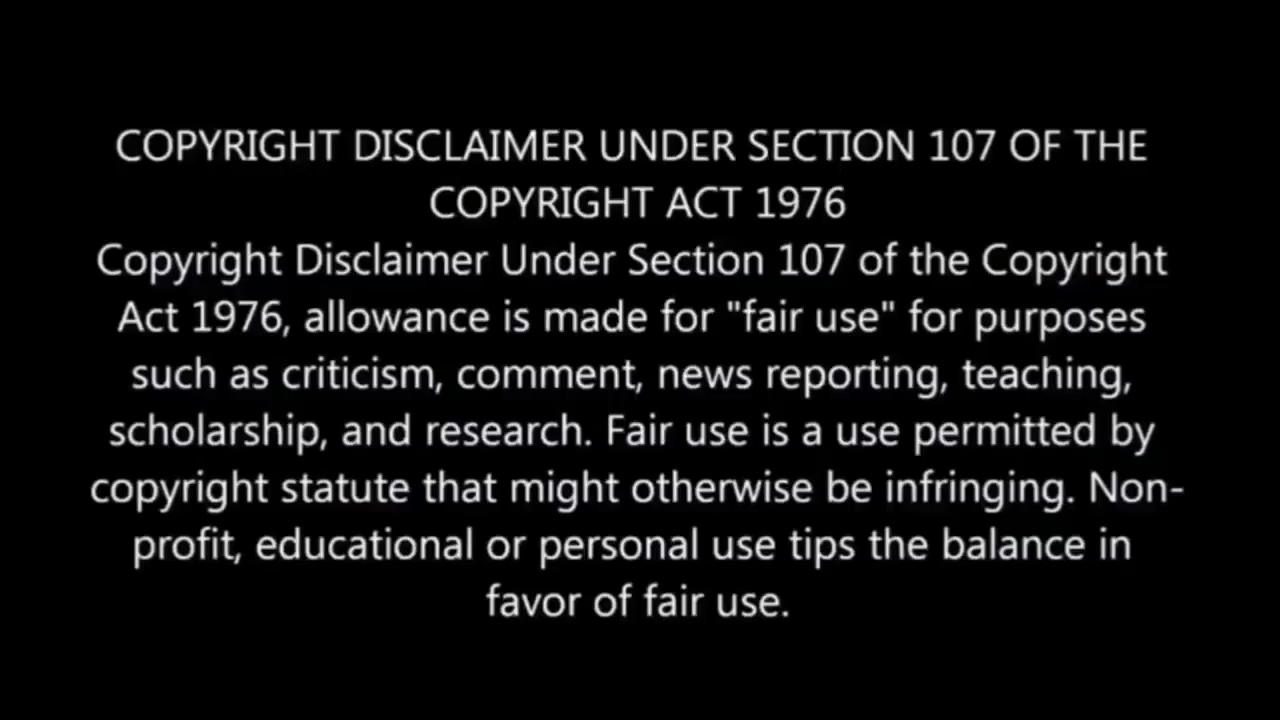 COPYRIGHT DISCLAIMER UNDER SECTION 107 OF THE
COPYRIGHT ACT 1976
Copyright Disclaimer Under Section 107 of the Copyright
Act 1976, allowance is made for "fair use" for purposes
such as criticism, comment, news reporting, teaching,
scholarship, and research. Fair use is a use permitted by
copyright statute that might otherwise be infringing. Non-
profit, educational or personal use tips the balance in
favor of fair use.